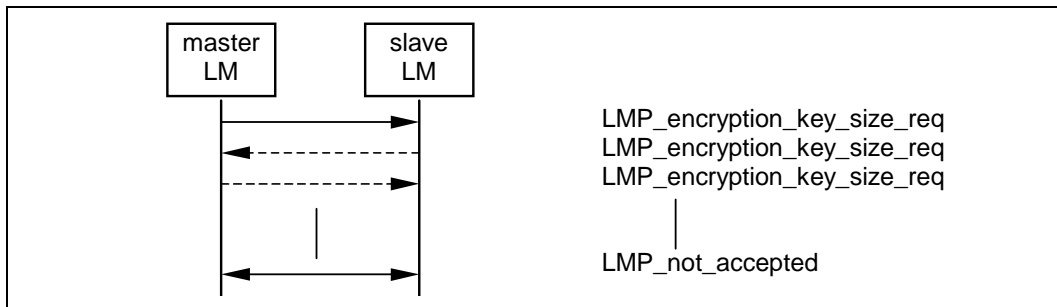 master
LM
slave
LM
LMP_encryption_key_size_req
LMP_encryption_key_size_req
LMP_encryption_key_size_req
LMP_not_accepted